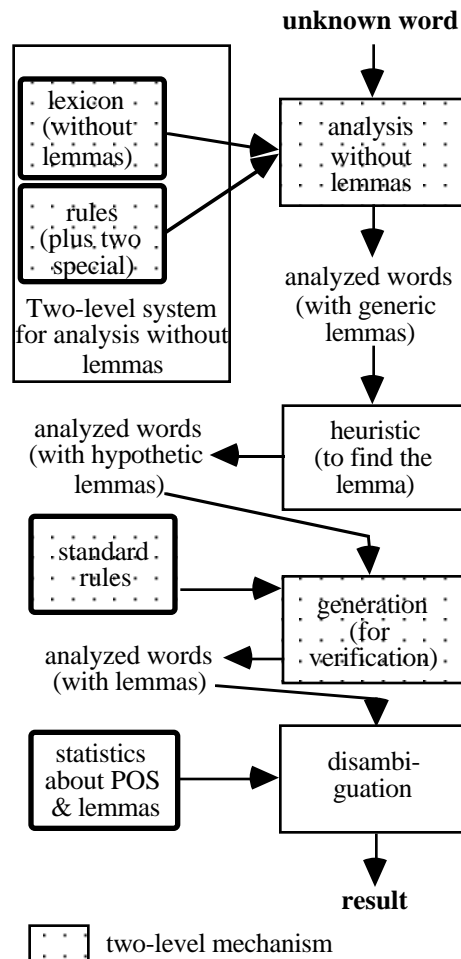 unknown word
lexicon
(without
lemmas)
rules
(plus two
special)
Two-level system
for analysis without
lemmas
analysis
without
lemmas
analyzed words
(with generic
lemmas)
heuristic
(to find the
lemma)
analyzed words
(with hypothetic
lemmas)
standard
rules
generation
(for
verification)
analyzed words
(with lemmas)
statistics
about POS
& lemmas
disambi-
guation
result
two-level mechanism